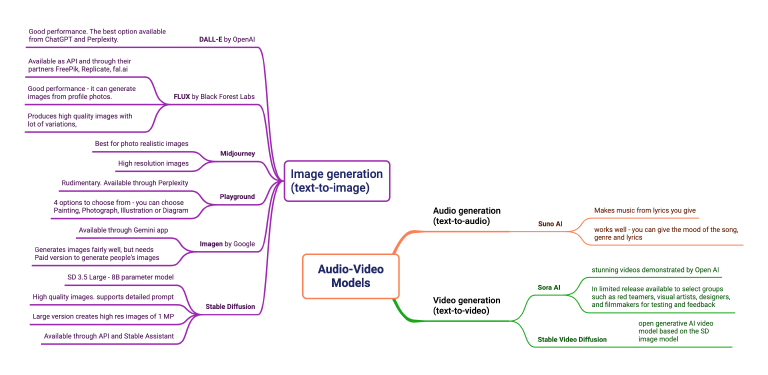 Good performance. The best option available
from ChatGPT and Perplexity.
DALL-E by OpenAI
Available as API and through their
partners FreePik, Replicate, fal.ai
Good performance - it can generate
images from profile photos.
Produces high quality images with
lot of variations,
FLUX by Black Forest Labs
Best for photo realistic images
High resolution images
Midjourney
Rudimentary. Available through Perplexity
4 options to choose from - you can choose
Painting, Photograph, Illustration or Diagram
Playground
Available through Gemini app
Generates images fairly well, but needs
Paid version to generate people's images
Imagen by Google
SD 3.5 Large - 8B parameter model
High quality images. supports detailed prompt
Large version creates high res images of 1 MP
Available through API and Stable Assistant
Stable Diffusion
Image generation
(text-to-image)
Audio-Video
Models
Audio generation
(text-to-audio)
Suno AI
Makes music from lyrics you give
works well - you can give the mood of the song,
genre and lyrics
Video generation
(text-to-video)
Sora AI
stunning videos demonstrated by Open AI
In limited release available to select groups
such as red teamers, visual artists, designers,
and filmmakers for testing and feedback
Stable Video Diffusion
open generative AI video
model based on the SD
image model